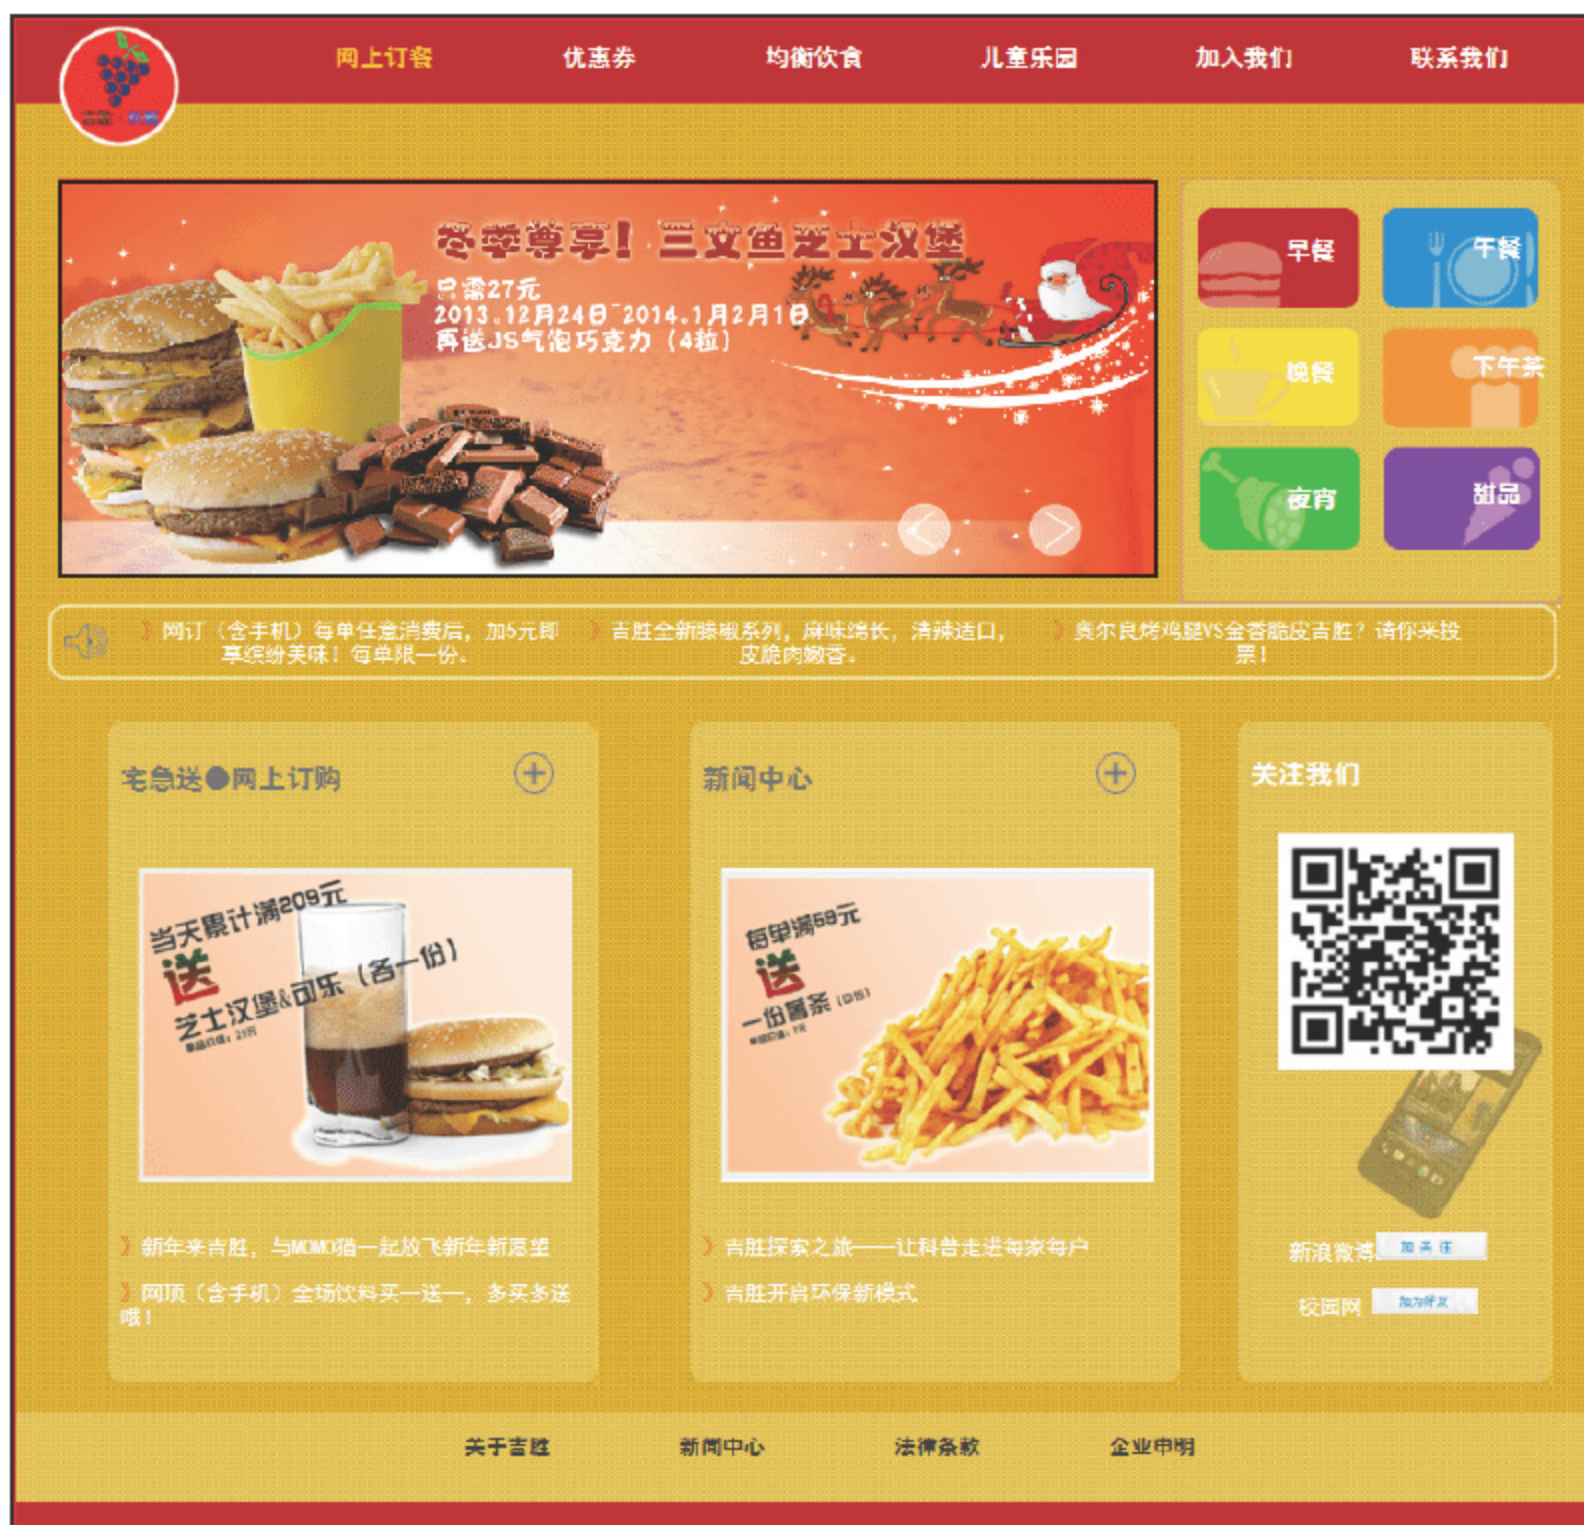 网上订餐 优惠券 均衡饮食 儿童乐园 加入我们 联系我们
冬季尊享！三文鱼芝士汉堡
只需27元
2013.12月24日~2014.1月2月1日
再送JS气泡巧克力（4粒）
早餐 午餐
晚餐 下午茶
夜宵 甜品
》网订（含手机）每单任意消费后，加5元即
享缤纷美味！每单限一份。
》吉胜全新藤椒系列，麻味绵长，清辣适口，
皮脆肉嫩香。
》奥尔良烤鸡腿VS金香脆皮吉胜？请你来投
票！
宅急送●网上订购
当天累计满209元
送
芝士汉堡&可乐（各一份）
》新年来吉胜，与MOMO猫一起放飞新年新愿望
》网顶（含手机）全场饮料买一送一，多买多送
哦！
新闻中心
每单满69元
送
一份薯条
》吉胜探索之旅——让科普走进每家每户
》吉胜开启环保新模式
关注我们
新浪微博 加关注
校园网 加为好友
关于吉胜 新闻中心 法律条款 企业申明